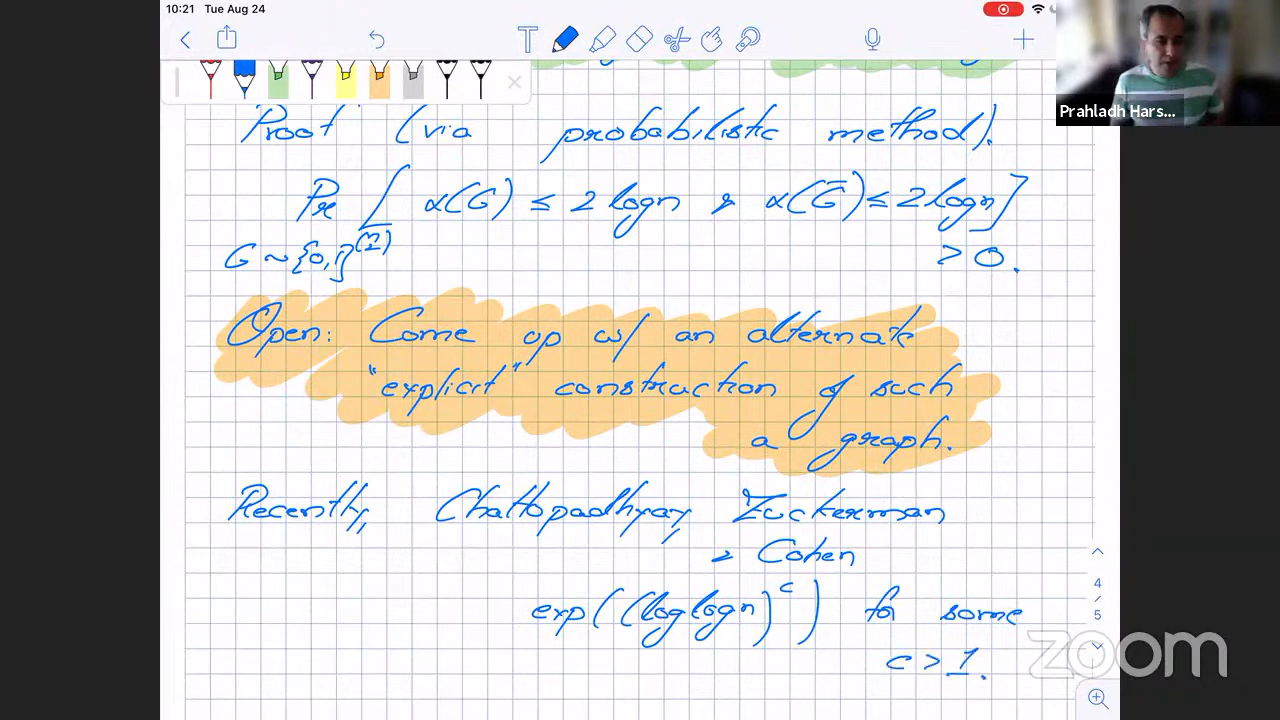 10:21 Tue Aug 24
Prahladh Hars...
Proof (via probabilistic method).
Pr [ α(G) ≤ 2 log n & α(Ḡ) ≤ 2 log n ]
G ~ {0,1}^(n 2) > 0.
Open: Come up w/ an alternate
"explicit" construction of such
a graph.
Recently, Chattopadhyay, Zuckerman
& Cohen
exp((log log n)^c) for some
c > 1.
4
5
zoom